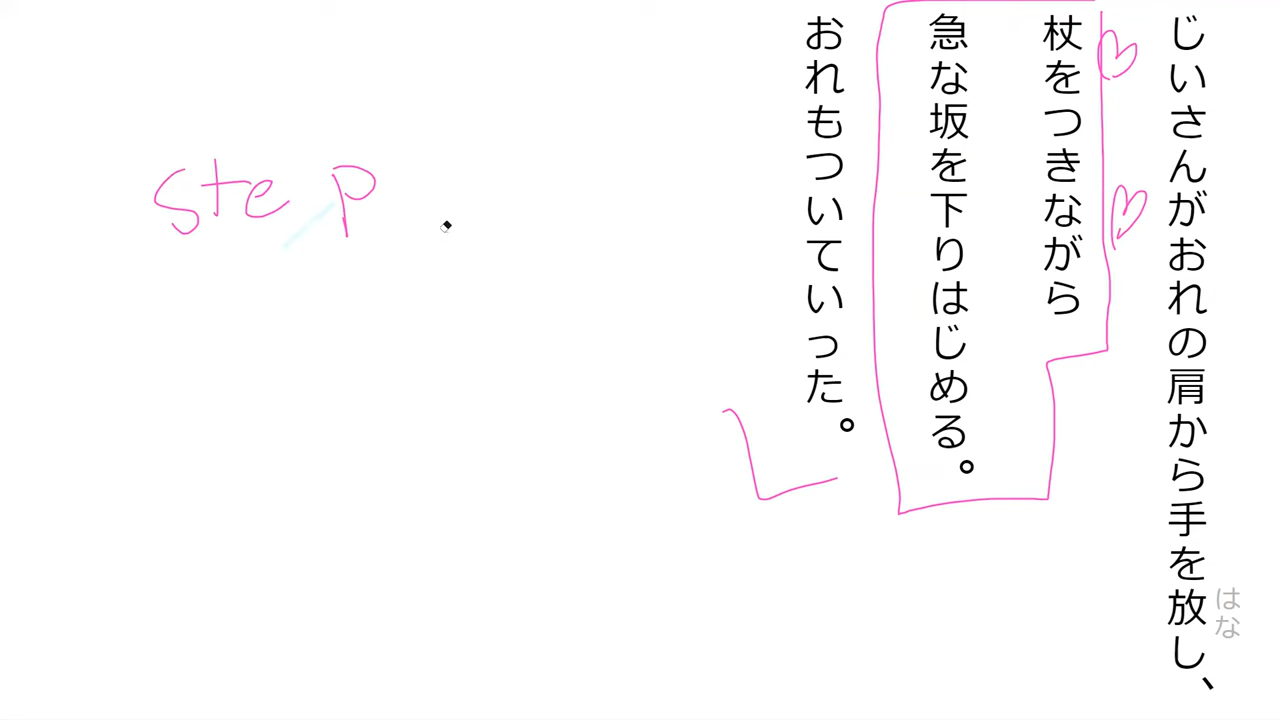 じいさんがおれの肩から手を放し、
はな
杖をつきながら
急な坂を下りはじめる。
おれもついていった。
step